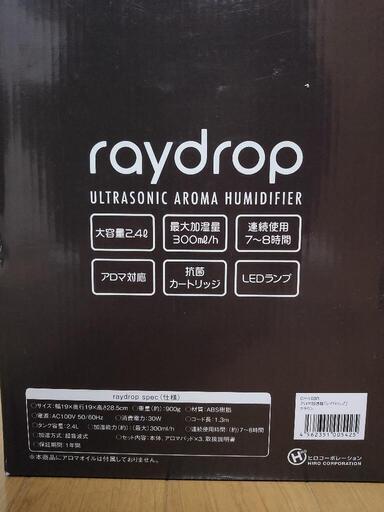 raydrop
ULTRASONIC AROMA HUMIDIFIER
大容量2.4ℓ
最大加湿量
300mℓ/h
連続使用
7〜8時間
アロマ対応
抗菌
カートリッジ
LEDランプ
raydrop spec（仕様）
○サイズ：幅19×奥行19×高さ28.5cm ○重量（約）：900g ○材質：ABS樹脂
○電源：AC100V 50/60Hz ○消費電力：30W ○コード長：1.3m
○タンク容量：2.4L ○加湿能力（約）：（最大）300ml/h ○連続使用時間（約）：7〜8時間
○加湿方式：超音波式 ○セット内容：本体、アロマパッド×3、取扱説明書
○保証期間：1年間
※本商品にアロマオイルは付属しておりません。
ブラウン
4 562351 005425
H
ヒロコーポレーション
HIRO CORPORATION